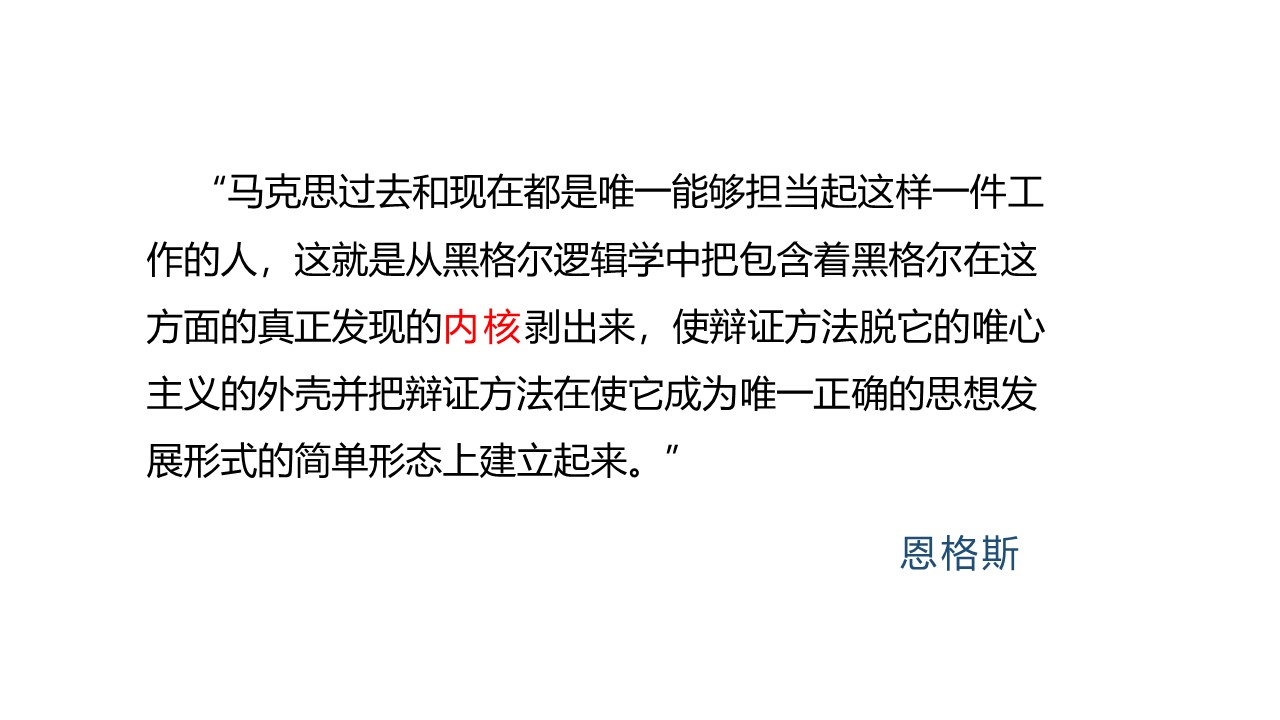 “马克思过去和现在都是唯一能够担当起这样一件工
作的人，这就是从黑格尔逻辑学中把包含着黑格尔在这
方面的真正发现的内核剥出来，使辩证方法脱它的唯心
主义的外壳并把辩证方法在使它成为唯一正确的思想发
展形式的简单形态上建立起来。”
恩格斯